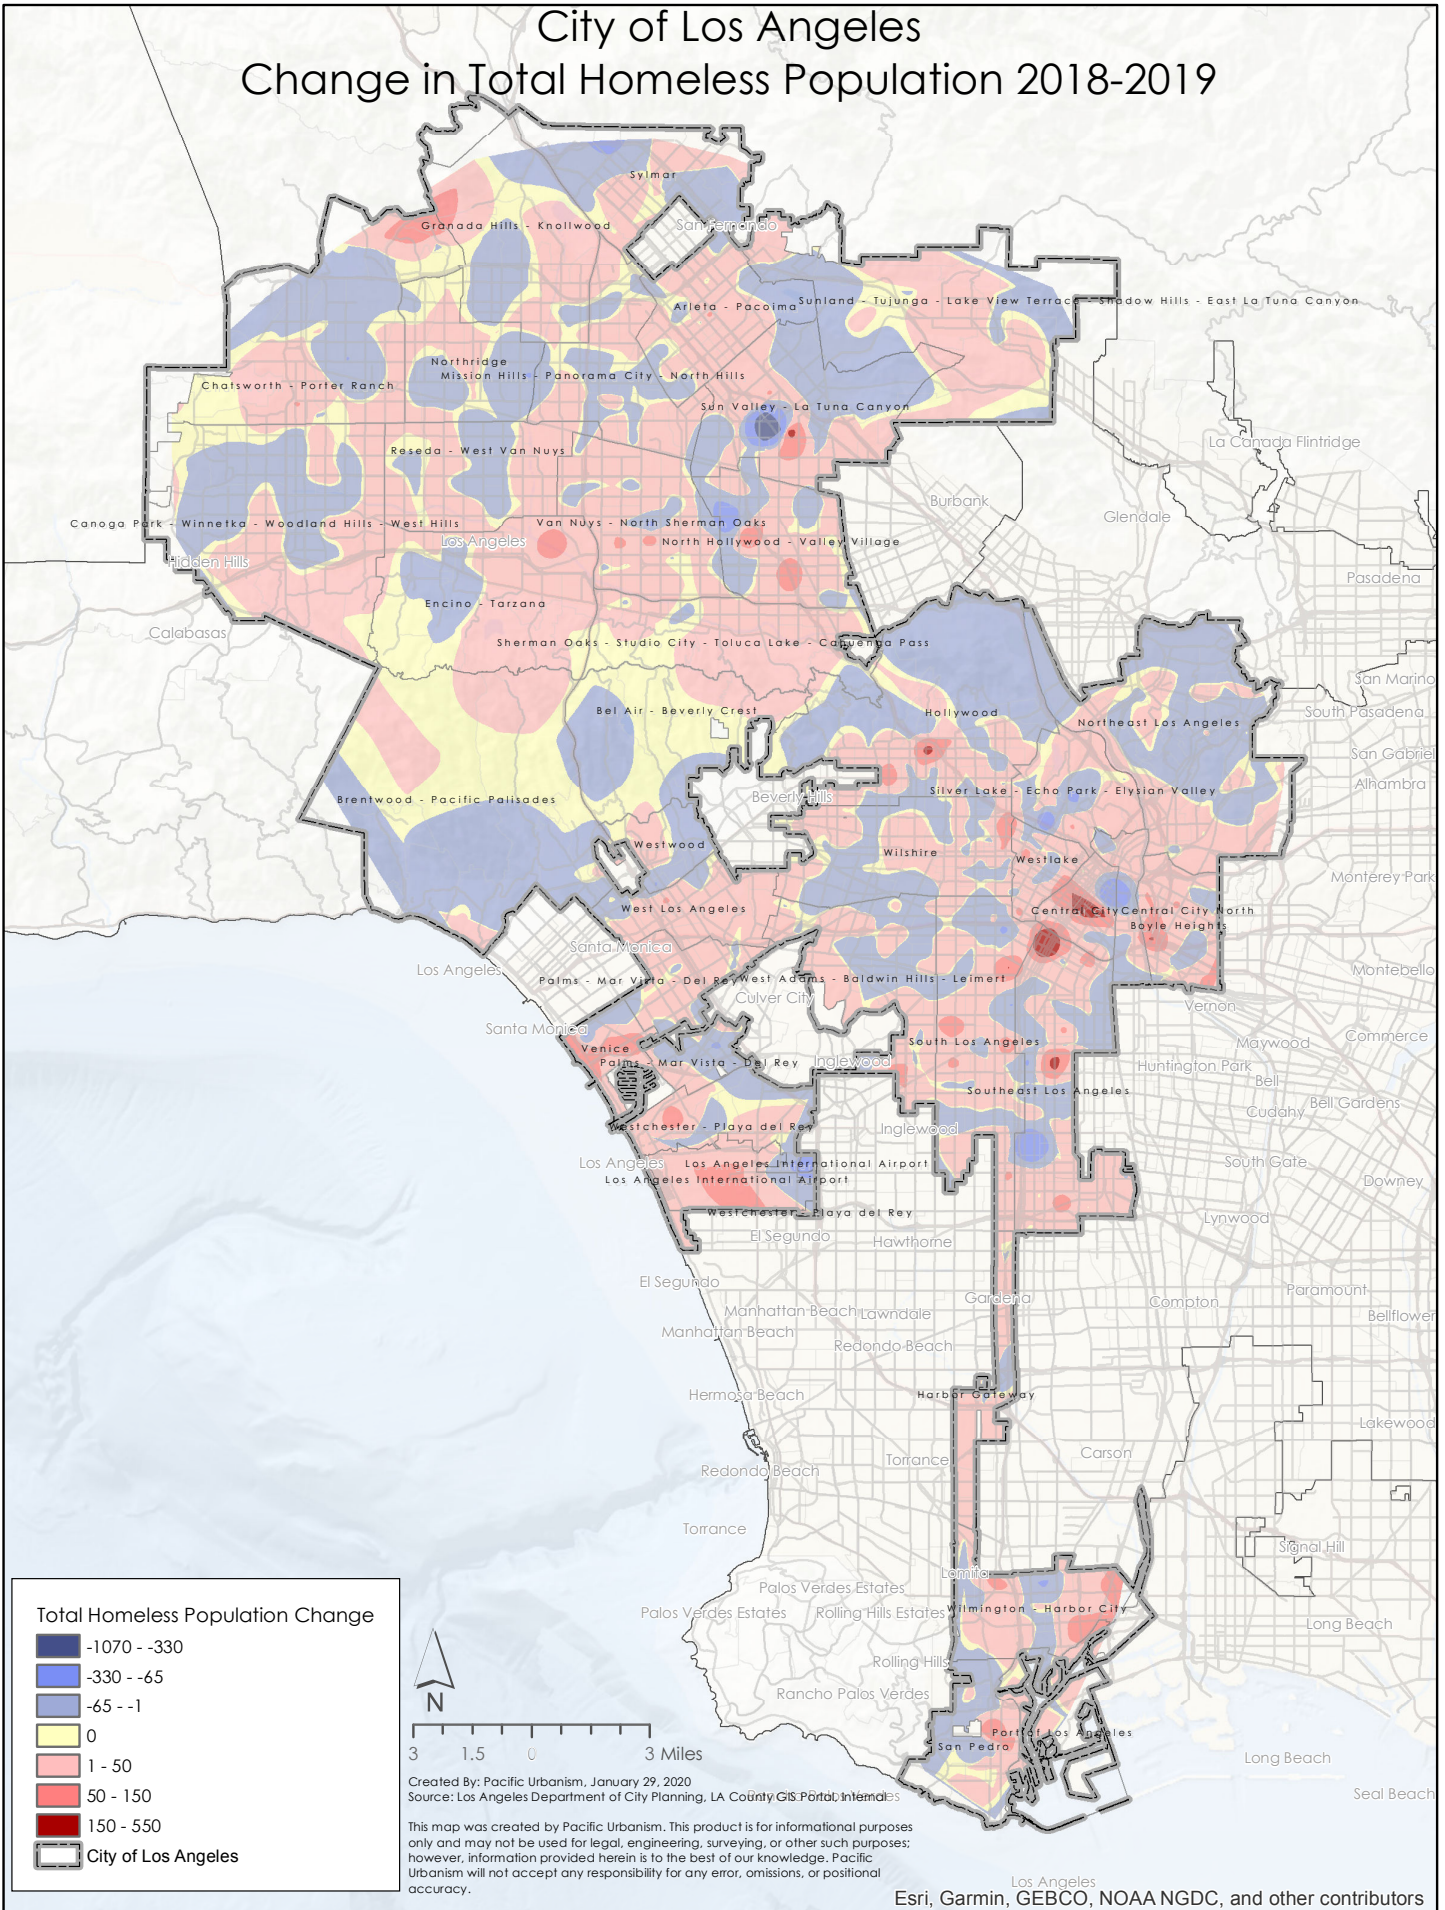 City of Los Angeles
Change in Total Homeless Population 2018-2019
Sylmar
San Fernando
Granada Hills - Knollwood
Arleta - Pacoima
Sunland - Tujunga - Lake View Terrace - Shadow Hills - East La Tuna Canyon
Northridge
Mission Hills - Panorama City - North Hills
Chatsworth - Porter Ranch
Sun Valley - La Tuna Canyon
La Canada Flintridge
Reseda - West Van Nuys
Burbank
Glendale
Canoga Park - Winnetka - Woodland Hills - West Hills
Van Nuys - North Sherman Oaks
Los Angeles
North Hollywood - Valley Village
Hidden Hills
Pasadena
Encino - Tarzana
Calabasas
Sherman Oaks - Studio City - Toluca Lake - Cahuenga Pass
San Marino
Bel Air - Beverly Crest
Hollywood
South Pasadena
Northeast Los Angeles
San Gabriel
Alhambra
Brentwood - Pacific Palisades
Beverly Hills
Silver Lake - Echo Park - Elysian Valley
Westwood
Wilshire
Westlake
Monterey Park
West Los Angeles
Central City
Central City North
Boyle Heights
Santa Monica
Los Angeles
Montebello
Palms - Mar Vista - Del Rey
West Adams - Baldwin Hills - Leimert
Culver City
Vernon
Santa Monica
Commerce
Venice
South Los Angeles
Maywood
Palms - Mar Vista - Del Rey
Inglewood
Huntington Park
Bell
Southeast Los Angeles
Bell Gardens
Cudahy
Westchester - Playa del Rey
Inglewood
Los Angeles
Los Angeles International Airport
South Gate
Los Angeles International Airport
Downey
Westchester - Playa del Rey
Lynwood
El Segundo
Hawthorne
El Segundo
Paramount
Gardena
Compton
Manhattan Beach
Lawndale
Bellflower
Manhattan Beach
Redondo Beach
Hermosa Beach
Harbor Gateway
Lakewood
Carson
Torrance
Redondo Beach
Torrance
Signal Hill
Lomita
Palos Verdes Estates
Palos Verdes Estates
Rolling Hills Estates
Wilmington - Harbor City
Long Beach
Rolling Hills
Rancho Palos Verdes
Port of Los Angeles
San Pedro
Long Beach
Seal Beach
Rancho Palos Verdes
Los Angeles
Total Homeless Population Change
-1070 - -330
-330 - -65
-65 - -1
0
1 - 50
50 - 150
150 - 550
City of Los Angeles
N
3 1.5 0 3 Miles
Created By: Pacific Urbanism, January 29, 2020
Source: Los Angeles Department of City Planning, LA County GIS Portal, Internal
This map was created by Pacific Urbanism. This product is for informational purposes
only and may not be used for legal, engineering, surveying, or other such purposes;
however, information provided herein is to the best of our knowledge. Pacific
Urbanism will not accept any responsibility for any error, omissions, or positional
accuracy.
Esri, Garmin, GEBCO, NOAA NGDC, and other contributors